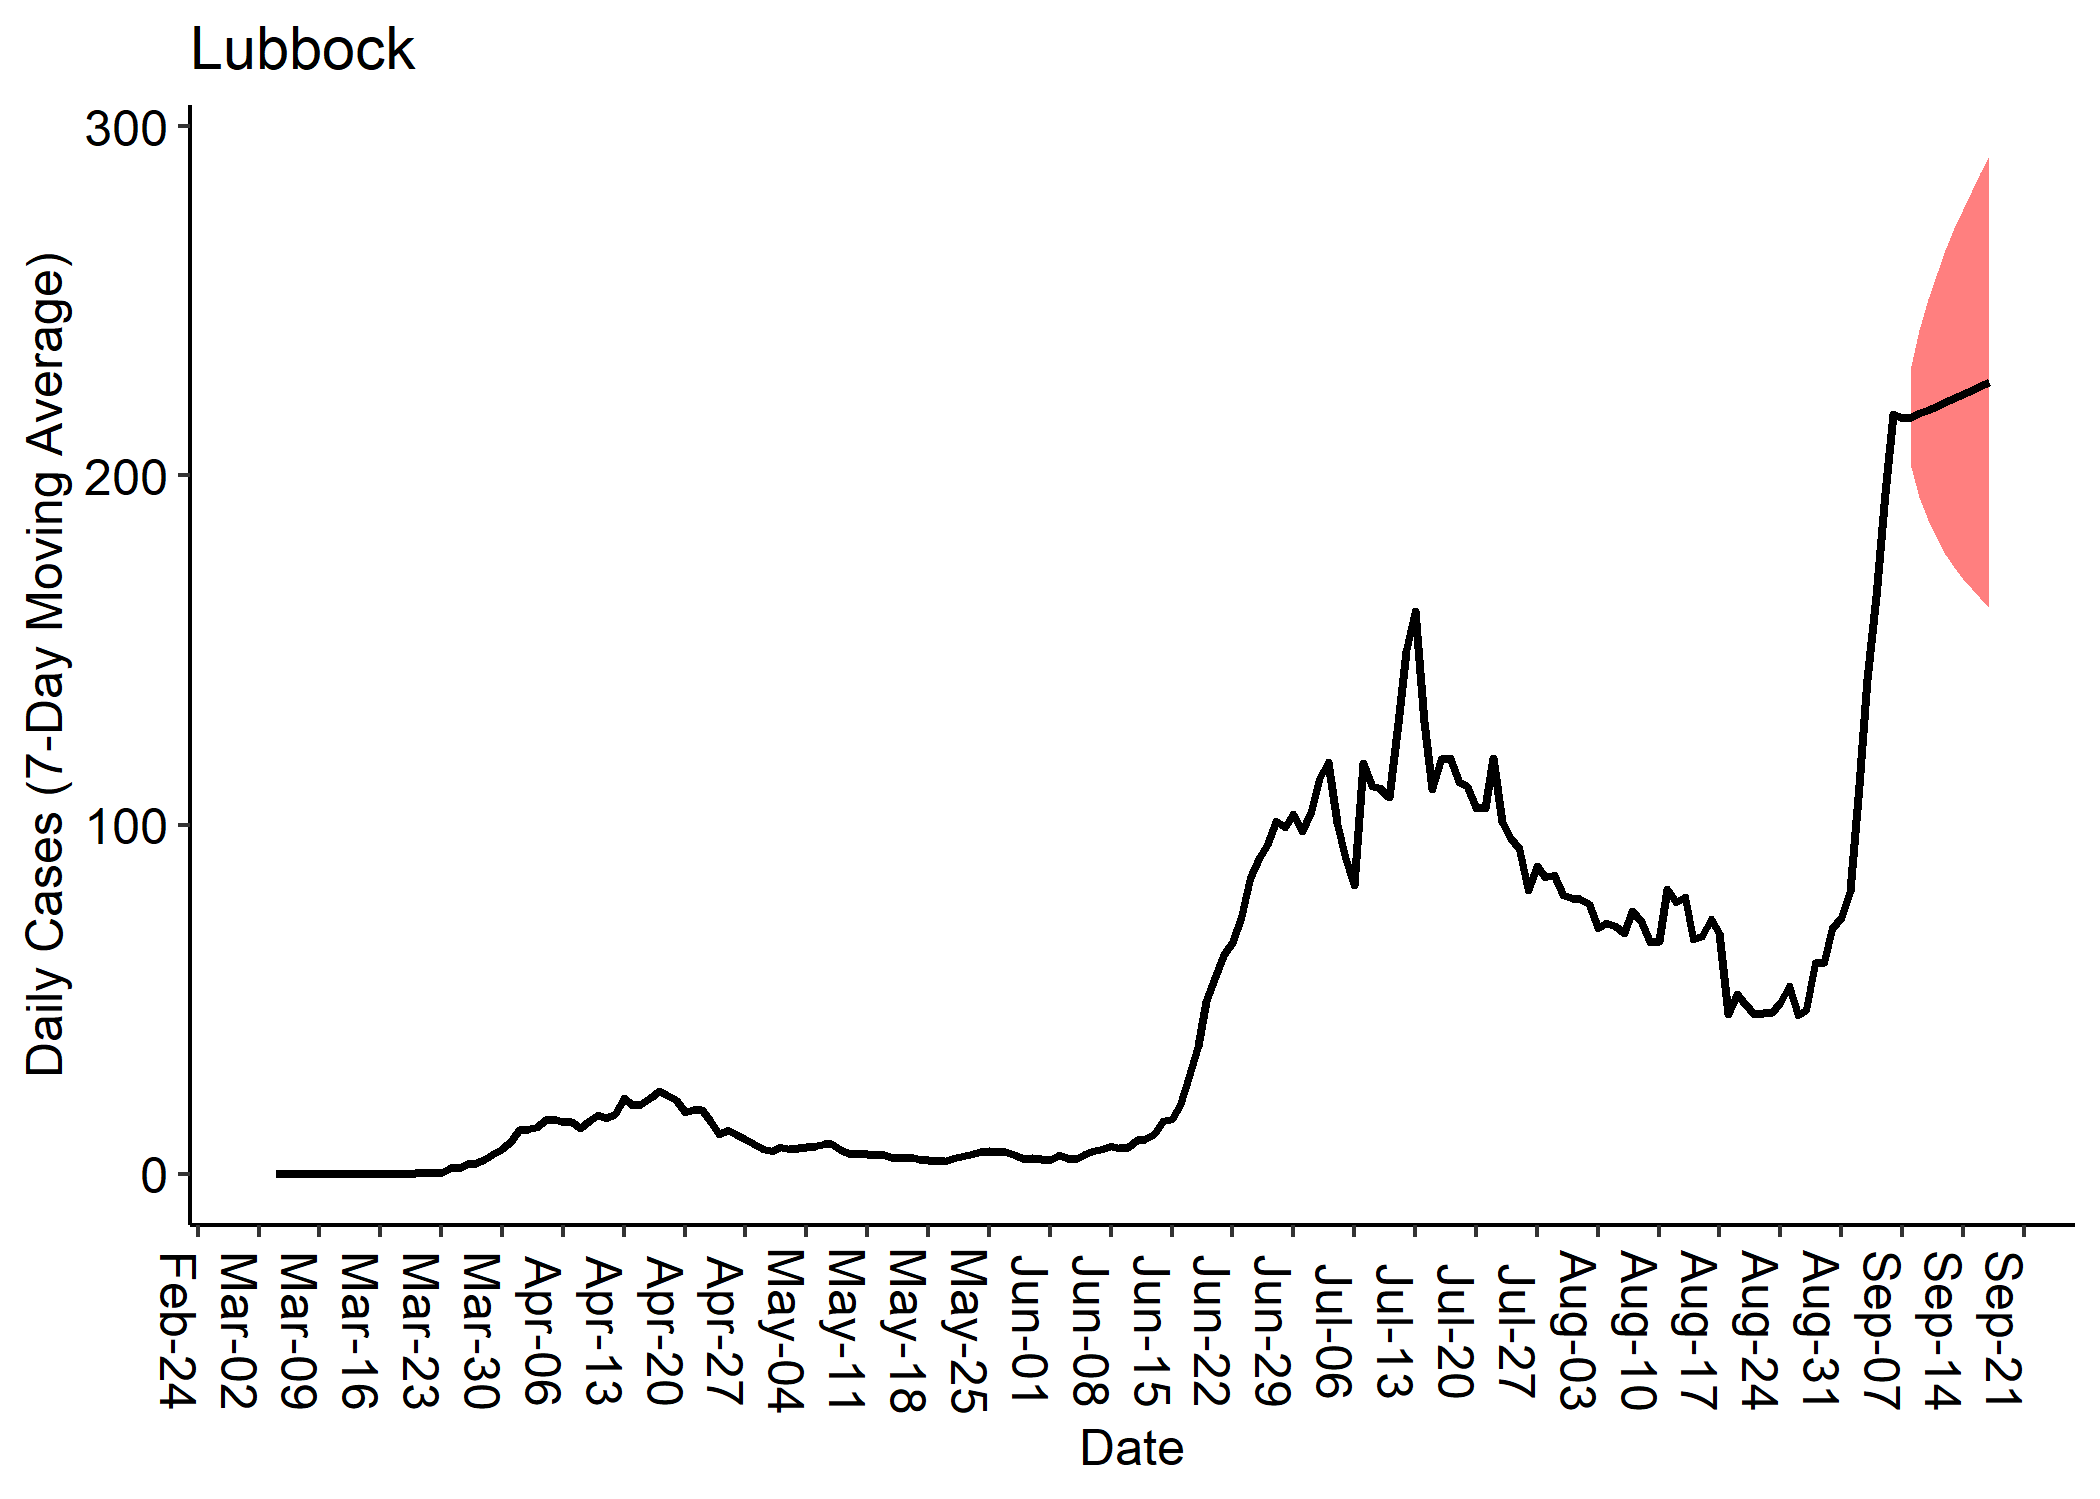 Lubbock
Daily Cases (7-Day Moving Average)
300
200
100
0
Feb-24
Mar-02
Mar-09
Mar-16
Mar-23
Mar-30
Apr-06
Apr-13
Apr-20
Apr-27
May-04
May-11
May-18
May-25
Jun-01
Jun-08
Jun-15
Jun-22
Jun-29
Jul-06
Jul-13
Jul-20
Jul-27
Aug-03
Aug-10
Aug-17
Aug-24
Aug-31
Sep-07
Sep-14
Sep-21
Date